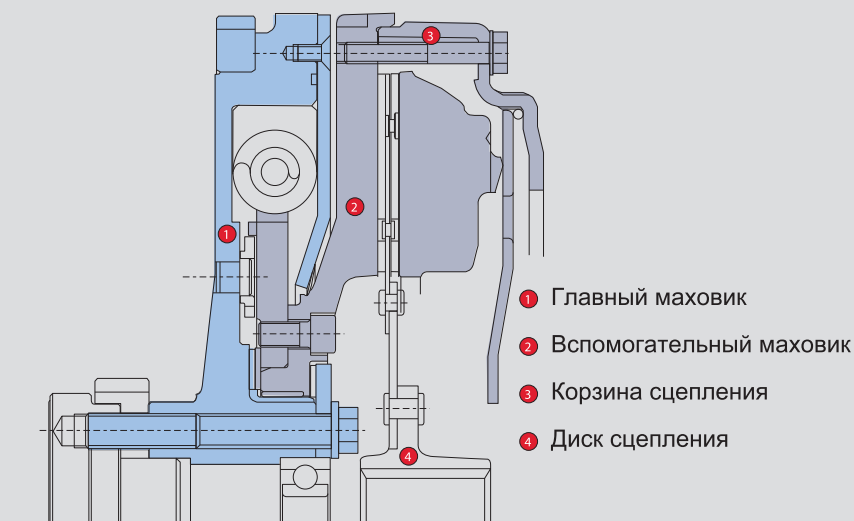 3
2
1
1 Главный маховик
2 Вспомогательный маховик
3 Корзина сцепления
4 Диск сцепления
4